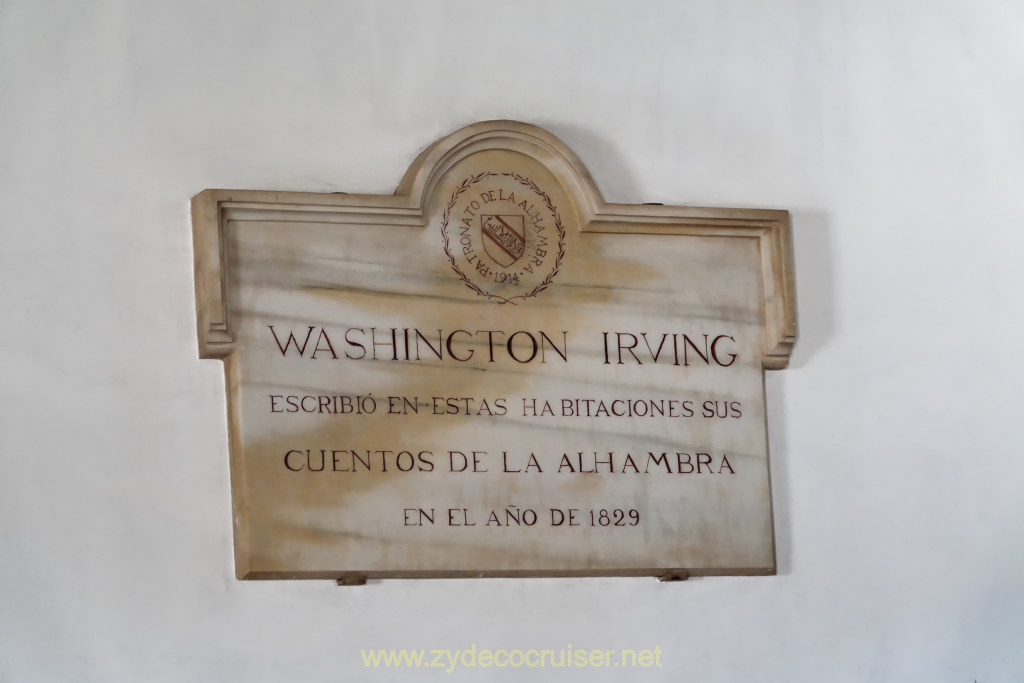 PATRONATO DE LA ALHAMBRA
· 1914 ·
WASHINGTON IRVING
ESCRIBIÓ EN ESTAS HABITACIONES SUS
CUENTOS DE LA ALHAMBRA
EN EL AÑO DE 1829
www.zydecocruiser.net